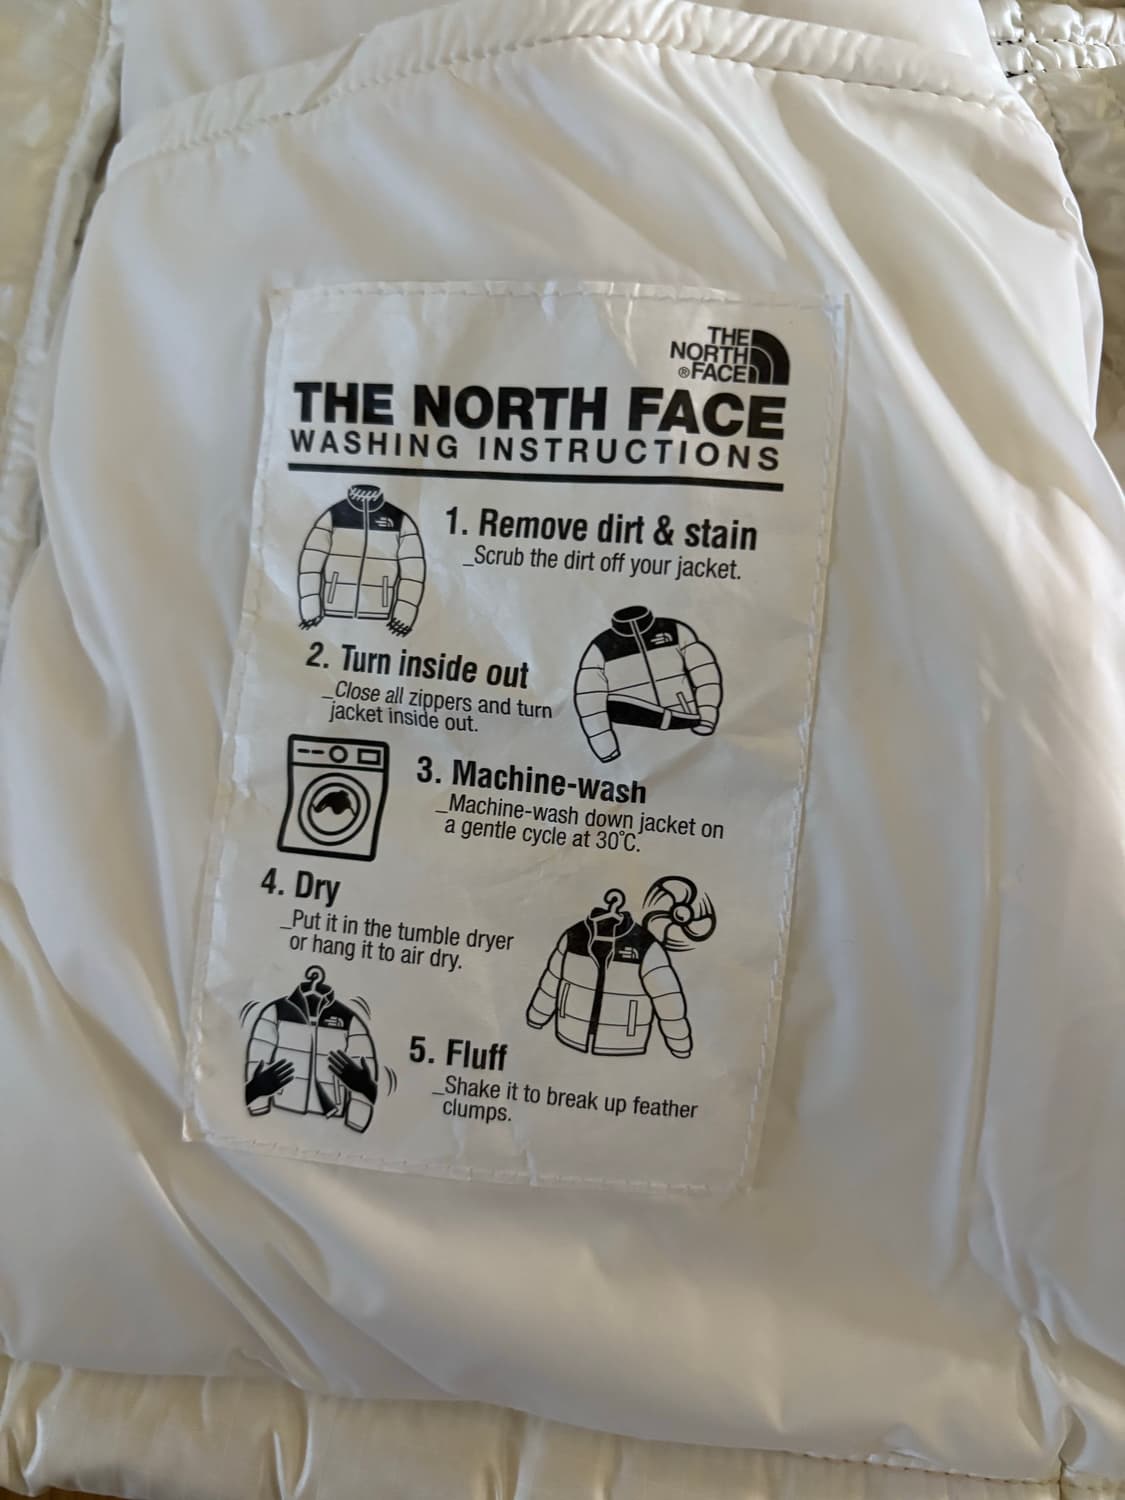 THE
NORTH
®FACE
THE NORTH FACE
WASHING INSTRUCTIONS
1. Remove dirt & stain
_Scrub the dirt off your jacket.
2. Turn inside out
_Close all zippers and turn
jacket inside out.
3. Machine-wash
_Machine-wash down jacket on
a gentle cycle at 30℃.
4. Dry
_Put it in the tumble dryer
or hang it to air dry.
5. Fluff
_Shake it to break up feather
clumps.